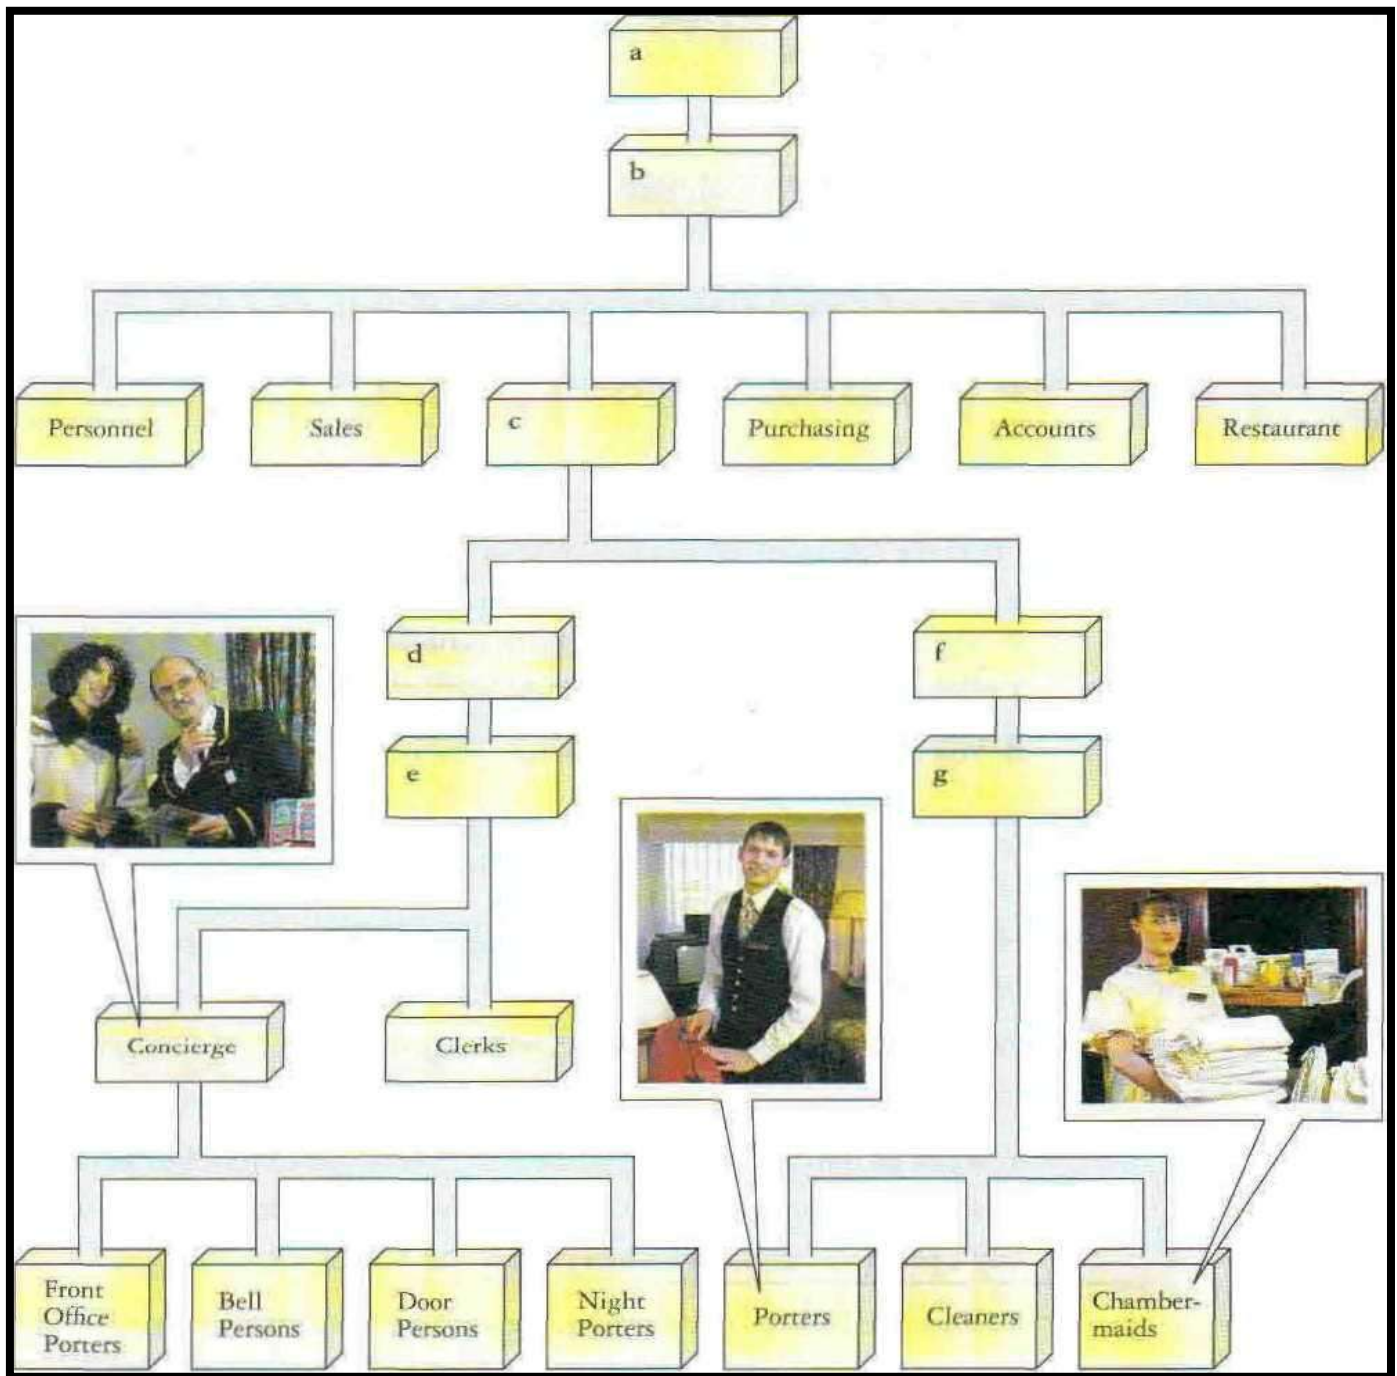 a
b
Personnel
Sales
c
Purchasing
Accounts
Restaurant
d
f
e
g
Concierge
Clerks
Front
Office
Porters
Bell
Persons
Door
Persons
Night
Porters
Porters
Cleaners
Chamber-
maids